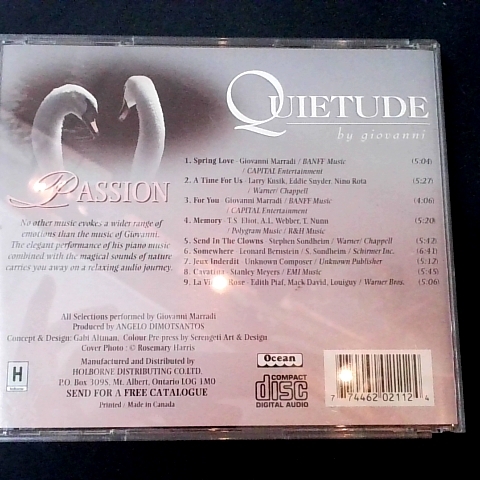 QUIETUDE
by giovanni
PASSION
No other music evokes a wider range of
emotions than the music of Giovanni.
The elegant performance of his piano music
combined with the magical sounds of nature
carries you away on a relaxing audio journey.
1. Spring Love - Giovanni Marradi / BANFF Music (5:04)
/ CAPITAL Entertainment
2. A Time For Us - Larry Kusik, Eddie Snyder, Nino Rota (5:27)
/ Warner/ Chappell
3. For You - Giovanni Marradi / BANFF Music (4:06)
/ CAPITAL Entertainment
4. Memory - T.S. Eliot, A.L. Webber, T. Nunn (5:20)
/ Polygram Music / R&H Music
5. Send In The Clowns - Stephen Sondheim / Warner/ Chappell (5:42)
6. Somewhere - Leonard Bernstein / S. Sondheim / Schirmer Inc. (6:41)
7. Jeux Inderdit - Unknown Composer / Unknown Publisher (5:12)
8. Cavatina - Stanley Meyers / EMI Music (5:45)
9. La Vie Rose - Edith Piaf, Mack David, Louiguy / Warner Bros. (5:06)
All Selections performed by Giovanni Marradi
Produced by ANGELO DIMOTSANTOS
Concept & Design: Gabi Altman, Colour Pre-press by Serengeti Art & Design
Cover Photo : © Rosemary Harris
Manufactured and Distributed by
HOLBORNE DISTRIBUTING CO.LTD.
P.O. Box 309S, Mt. Albert, Ontario LOG 1MO
SEND FOR A FREE CATALOGUE
Printed / Made in Canada
H
Ocean
COMPACT
disc
DIGITAL AUDIO
7 74462 02112 4